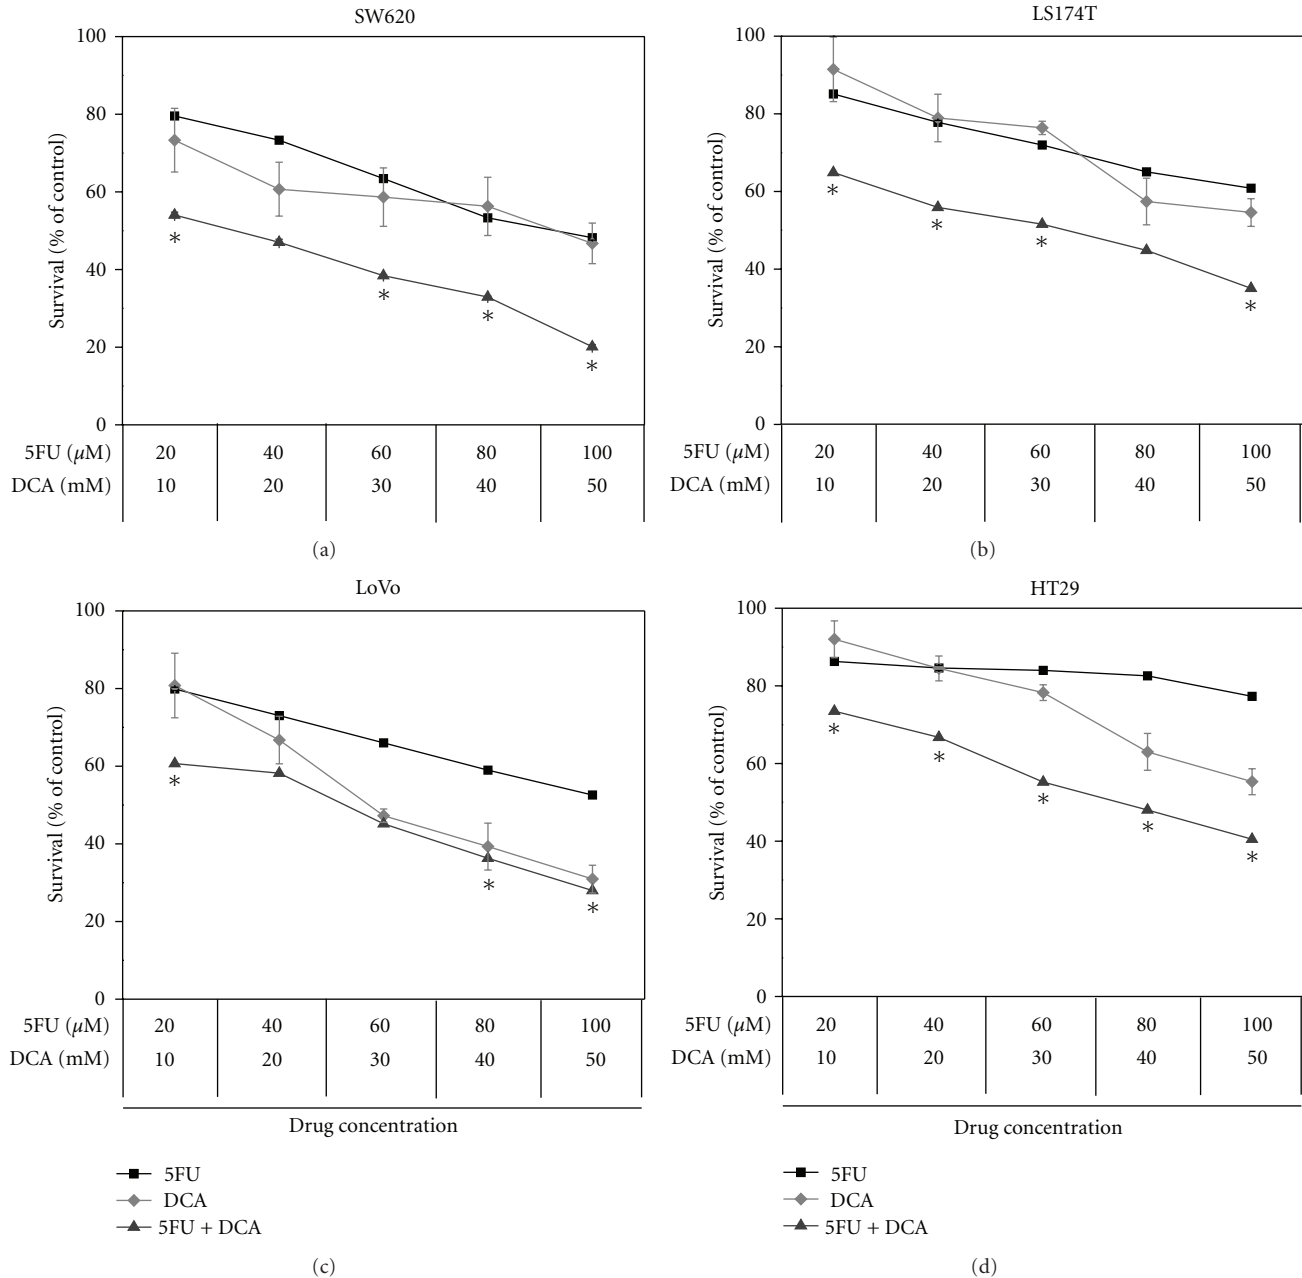 SW620
100
80
60
40
20
0
Survival (% of control)
*
*
*
*
5FU (μM) 20 40 60 80 100
DCA (mM) 10 20 30 40 50
(a)
LS174T
100
80
60
40
20
0
Survival (% of control)
*
*
*
*
5FU (μM) 20 40 60 80 100
DCA (mM) 10 20 30 40 50
(b)
LoVo
100
80
60
40
20
0
Survival (% of control)
*
*
*
5FU (μM) 20 40 60 80 100
DCA (mM) 10 20 30 40 50
Drug concentration
5FU
DCA
5FU + DCA
(c)
HT29
100
80
60
40
20
0
Survival (% of control)
*
*
*
*
*
5FU (μM) 20 40 60 80 100
DCA (mM) 10 20 30 40 50
Drug concentration
5FU
DCA
5FU + DCA
(d)